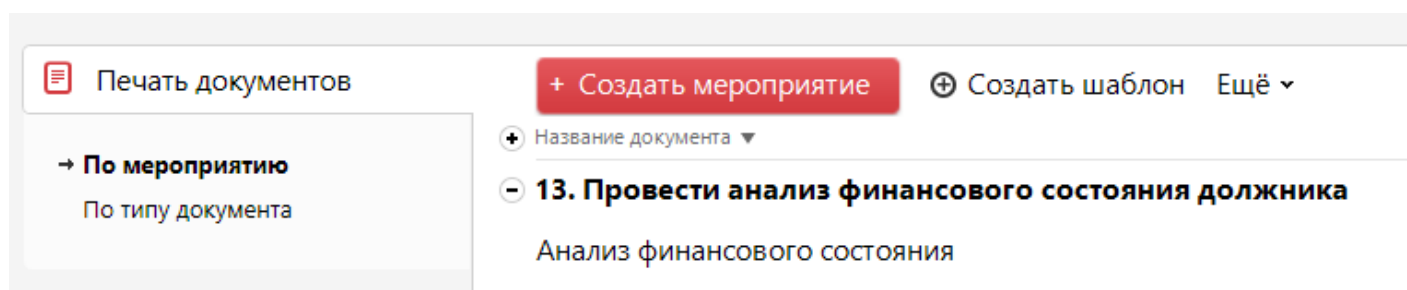 Печать документов
+ Создать мероприятие
Создать шаблон
Ещё
Название документа
По мероприятию
По типу документа
13. Провести анализ финансового состояния должника
Анализ финансового состояния